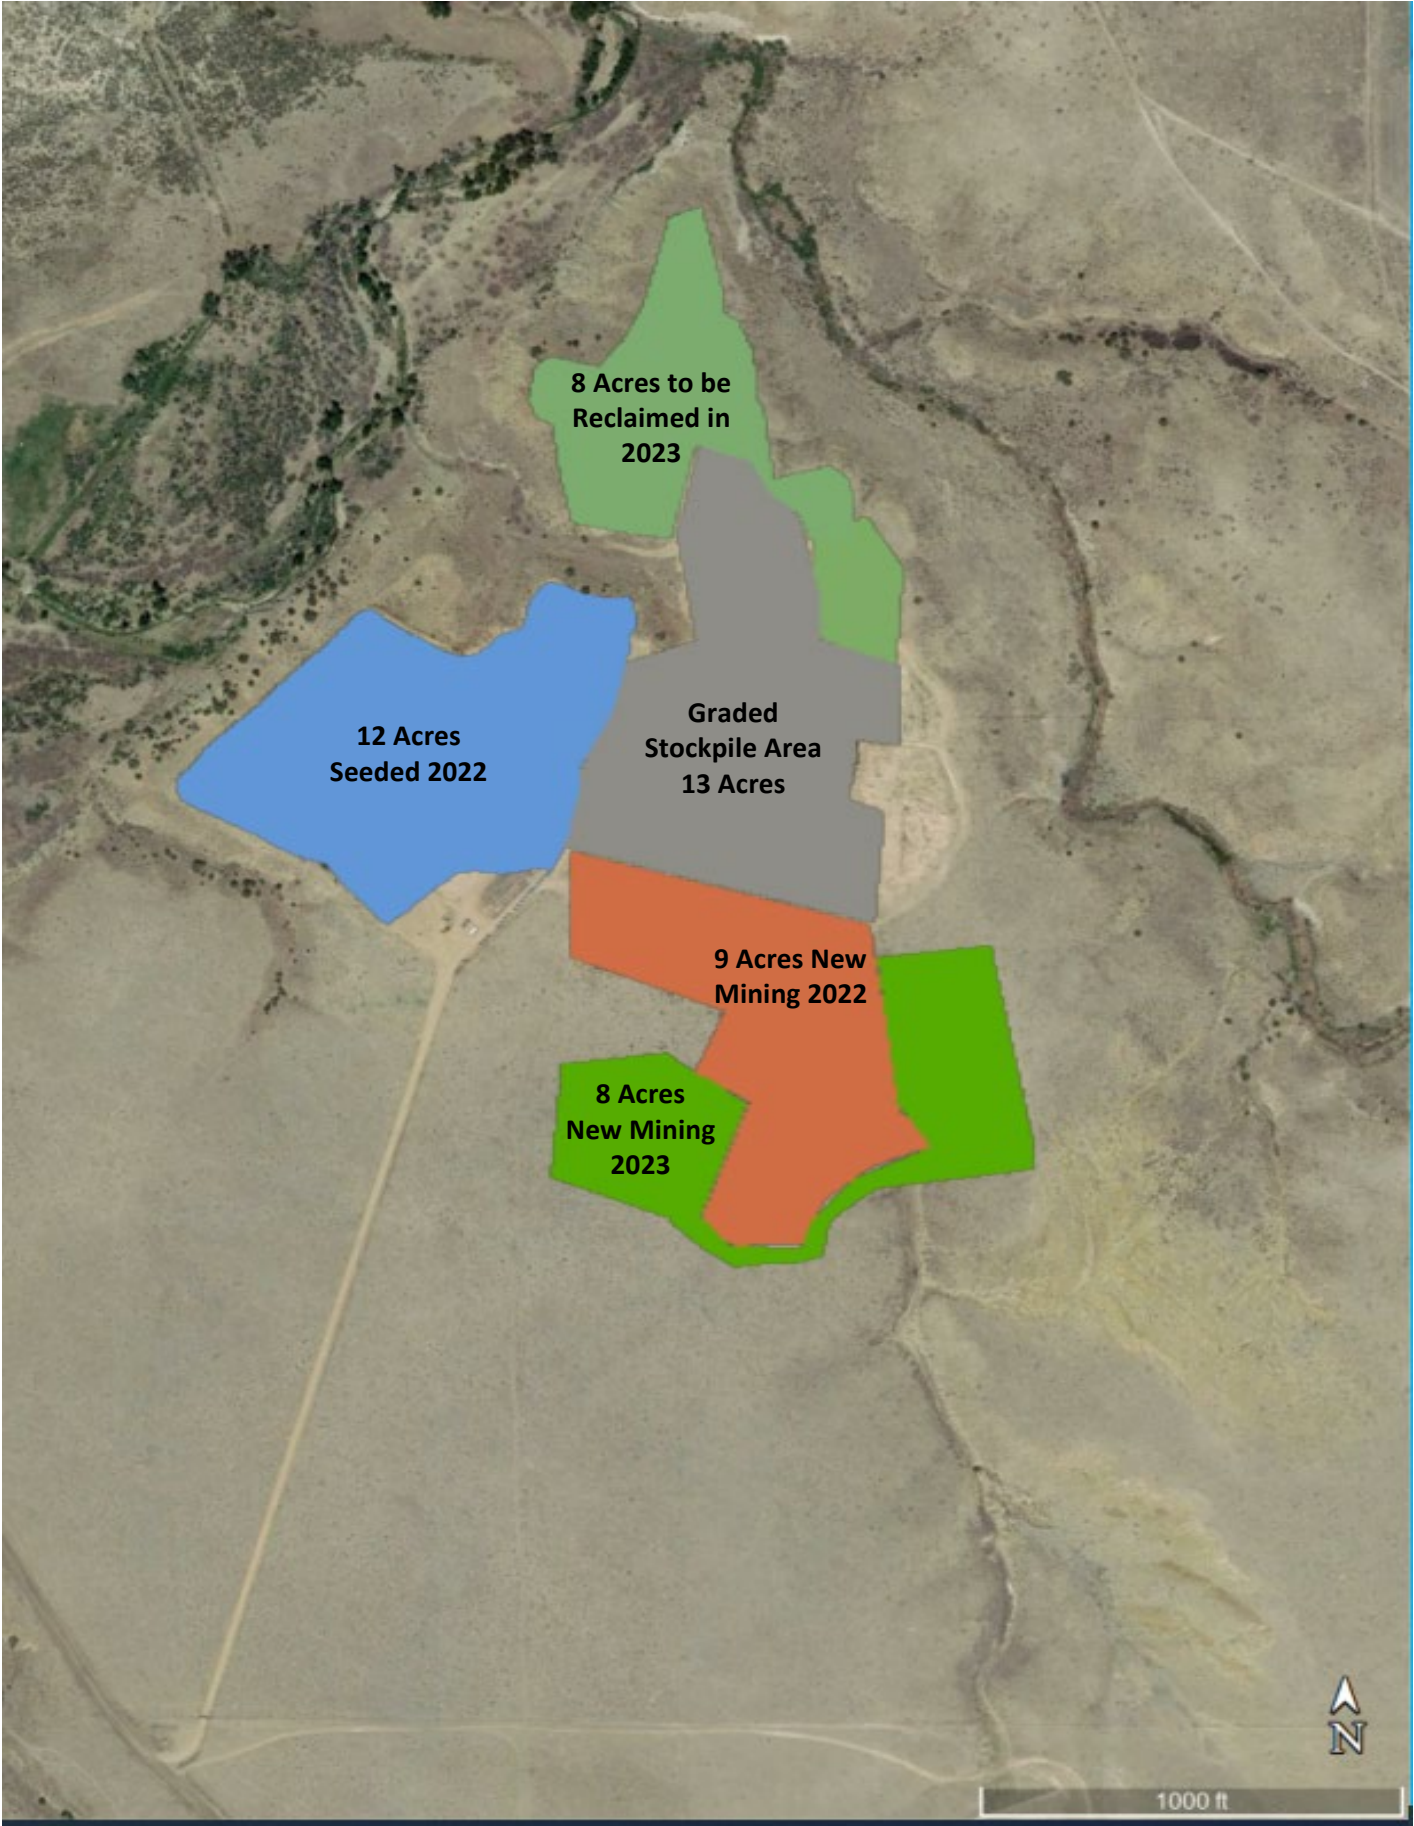 8 Acres to be
Reclaimed in
2023
Graded
Stockpile Area
13 Acres
12 Acres
Seeded 2022
9 Acres New
Mining 2022
8 Acres
New Mining
2023
N
1000 ft